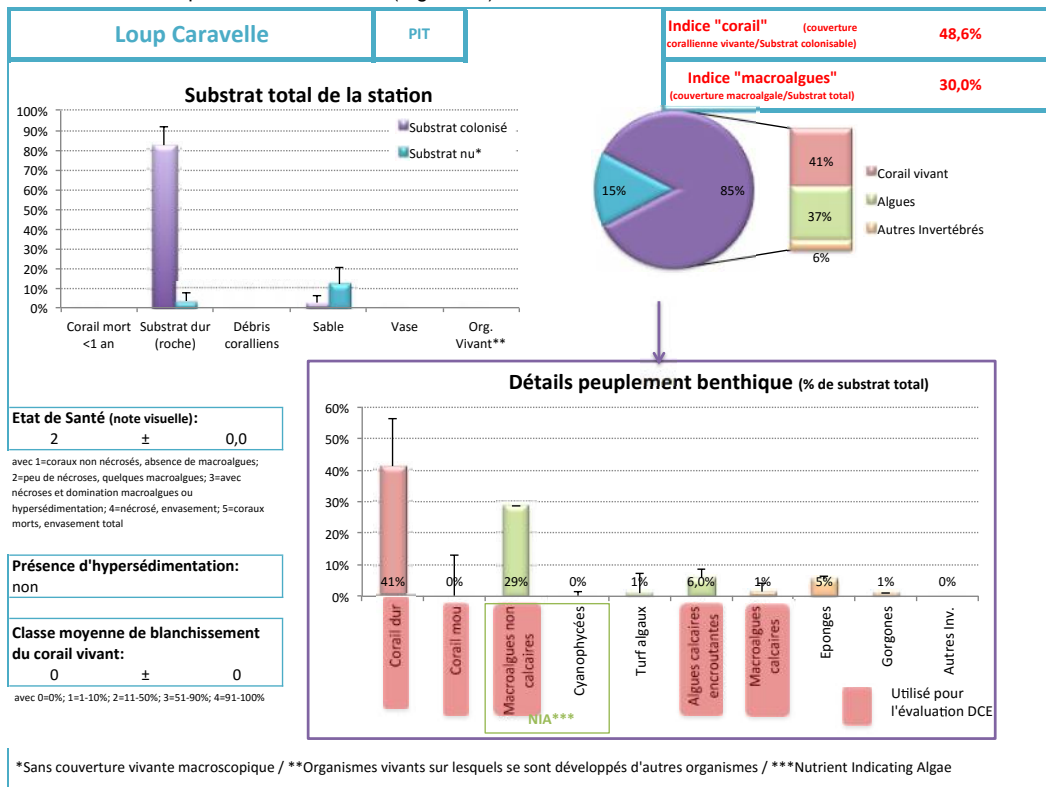 Loup Caravelle
PIT
Indice "corail" (couverture
corallienne vivante/Substrat colonisable)
48,6%
Indice "macroalgues"
(couverture macroalgale/Substrat total)
30,0%
Substrat total de la station
100%
90%
80%
70%
60%
50%
40%
30%
20%
10%
0%
Substrat colonisé
Substrat nu*
Corail mort
<1 an
Substrat dur
(roche)
Débris
coralliens
Sable
Vase
Org.
Vivant**
15%
85%
41%
37%
6%
Corail vivant
Algues
Autres Invertébrés
Etat de Santé (note visuelle):
2 ± 0,0
avec 1=coraux non nécrosés, absence de macroalgues;
2=peu de nécroses, quelques macroalgues; 3=avec
nécroses et domination macroalgues ou
hypersédimentation; 4=nécrosé, envasement; 5=coraux
morts, envasement total
Présence d'hypersédimentation:
non
Classe moyenne de blanchissement
du corail vivant:
0 ± 0
avec 0=0%; 1=1-10%; 2=11-50%; 3=51-90%; 4=91-100%
Détails peuplement benthique (% de substrat total)
60%
50%
40%
30%
20%
10%
0%
41%
0%
29%
0%
1%
6,0%
1%
5%
1%
0%
Corail dur
Corail mou
Macroalgues non
calcaires
Cyanophycées
Turf algaux
Algues calcaires
encroutantes
Macroalgues
calcaires
Eponges
Gorgones
Autres Inv.
NIA***
Utilisé pour
l'évaluation DCE
*Sans couverture vivante macroscopique / **Organismes vivants sur lesquels se sont développés d'autres organismes / ***Nutrient Indicating Algae